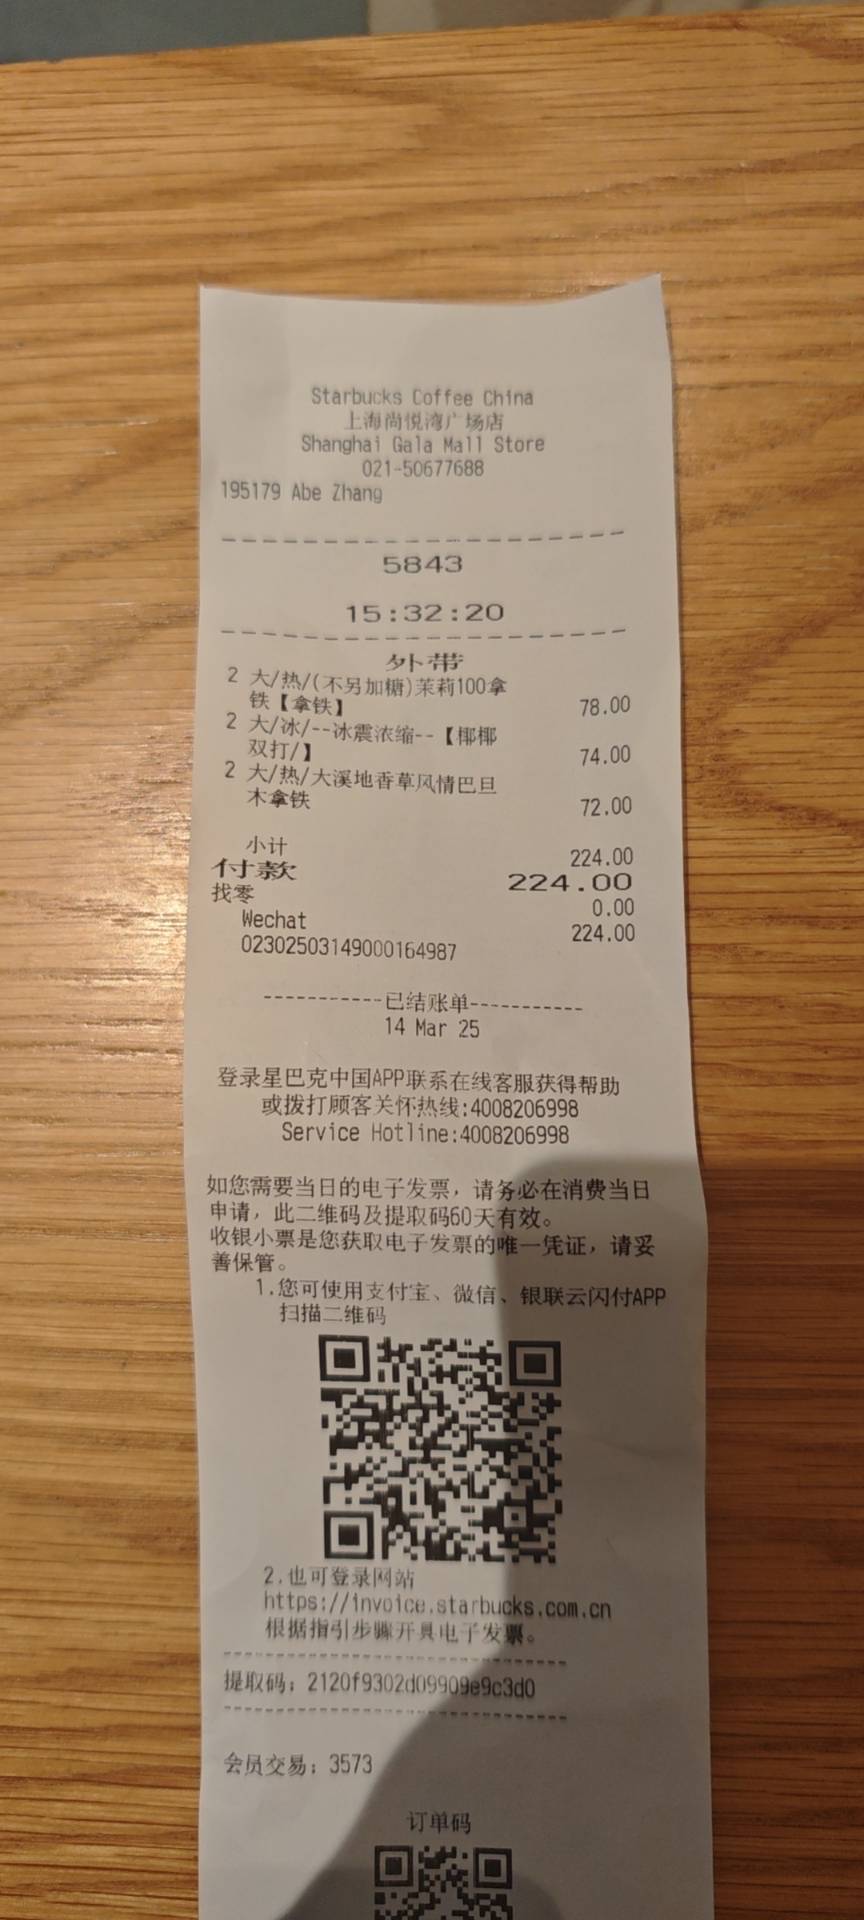 Starbucks Coffee China
上海尚悦湾广场店
Shanghai Gala Mall Store
021-50677688
195179 Abe Zhang
5843
15:32:20
外带
2 大/热/(不另加糖)茉莉100拿
铁【拿铁】 78.00
2 大/冰/--冰震浓缩--【椰椰
双打/】 74.00
2 大/热/大溪地香草风情巴旦
木拿铁 72.00
小计 224.00
付款 224.00
找零 0.00
Wechat 224.00
02302503149000164987
-----------已结账单-----------
14 Mar 25
登录星巴克中国APP联系在线客服获得帮助
或拨打顾客关怀热线:4008206998
Service Hotline:4008206998
如您需要当日的电子发票，请务必在消费当日
申请，此二维码及提取码60天有效。
收银小票是您获取电子发票的唯一凭证，请妥
善保管。
1.您可使用支付宝、微信、银联云闪付APP
扫描二维码
2.也可登录网站
https://invoice.starbucks.com.cn
根据指引步骤开具电子发票。
提取码：2120f9302d09909e9c3d0
会员交易：3573
订单码